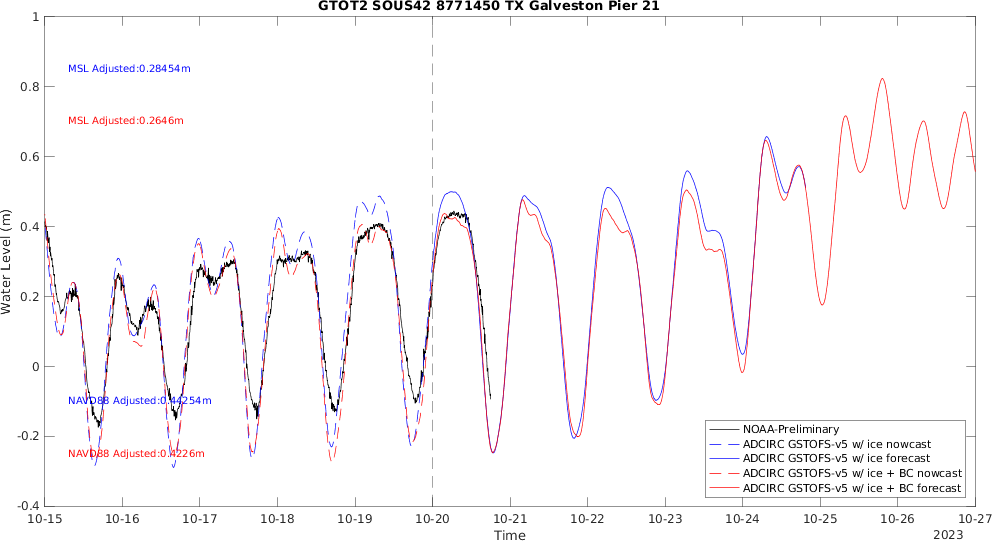 GTOT2 SOUS42 8771450 TX Galveston Pier 21
MSL Adjusted:0.28454m
MSL Adjusted:0.2646m
NAVD88 Adjusted:0.44254m
NAVD88 Adjusted:0.4226m
Water Level (m)
1
0.8
0.6
0.4
0.2
0
-0.2
-0.4
NOAA-Preliminary
ADCIRC GSTOFS-v5 w/ ice nowcast
ADCIRC GSTOFS-v5 w/ ice forecast
ADCIRC GSTOFS-v5 w/ ice + BC nowcast
ADCIRC GSTOFS-v5 w/ ice + BC forecast
10-15 10-16 10-17 10-18 10-19 10-20 10-21 10-22 10-23 10-24 10-25 10-26 10-27
Time
2023